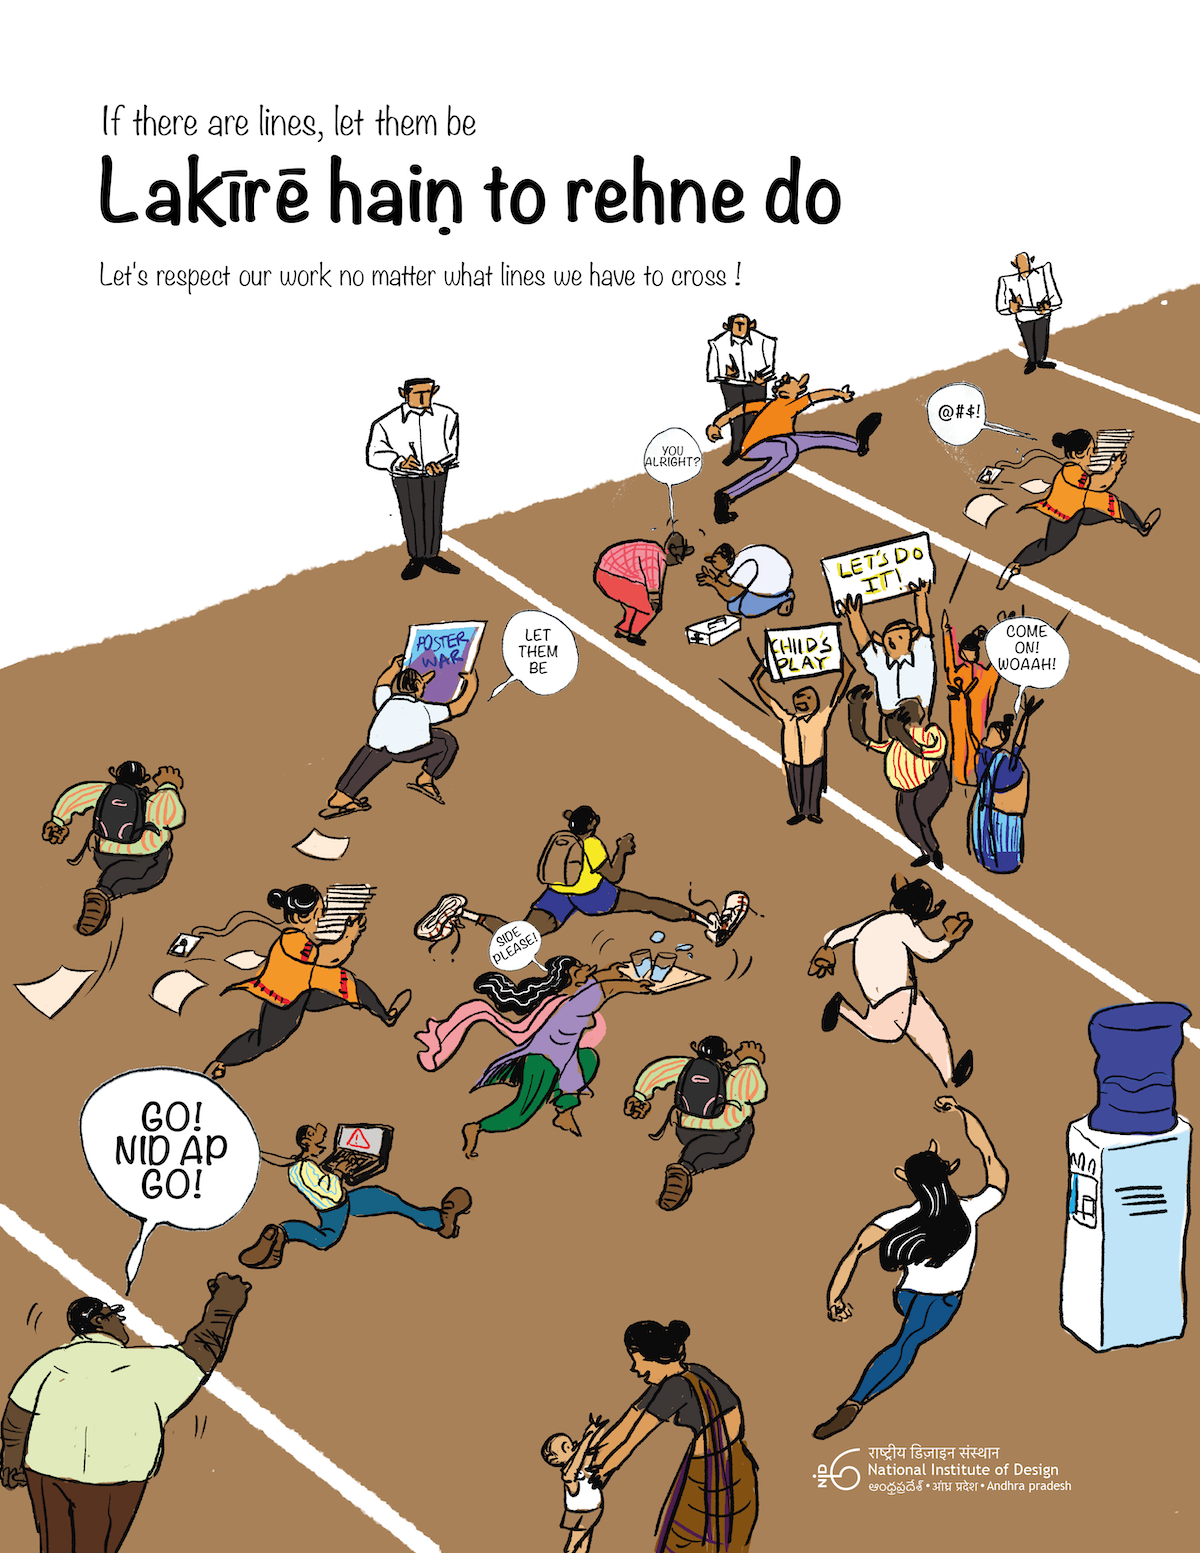 If there are lines, let them be
Lakīrē haiṇ to rehne do
Let's respect our work no matter what lines we have to cross !
@#$!
YOU
ALRIGHT?
LET'S DO
IT!
POSTER
WAR
LET
THEM
BE
CHILD'S
PLAY
COME
ON!
WOAAH!
SIDE
PLEASE!
GO!
NID AP
GO!
NID
राष्ट्रीय डिज़ाइन संस्थान
National Institute of Design
ఆంధ్రప్రదేశ్ • आंध्र प्रदेश • Andhra pradesh